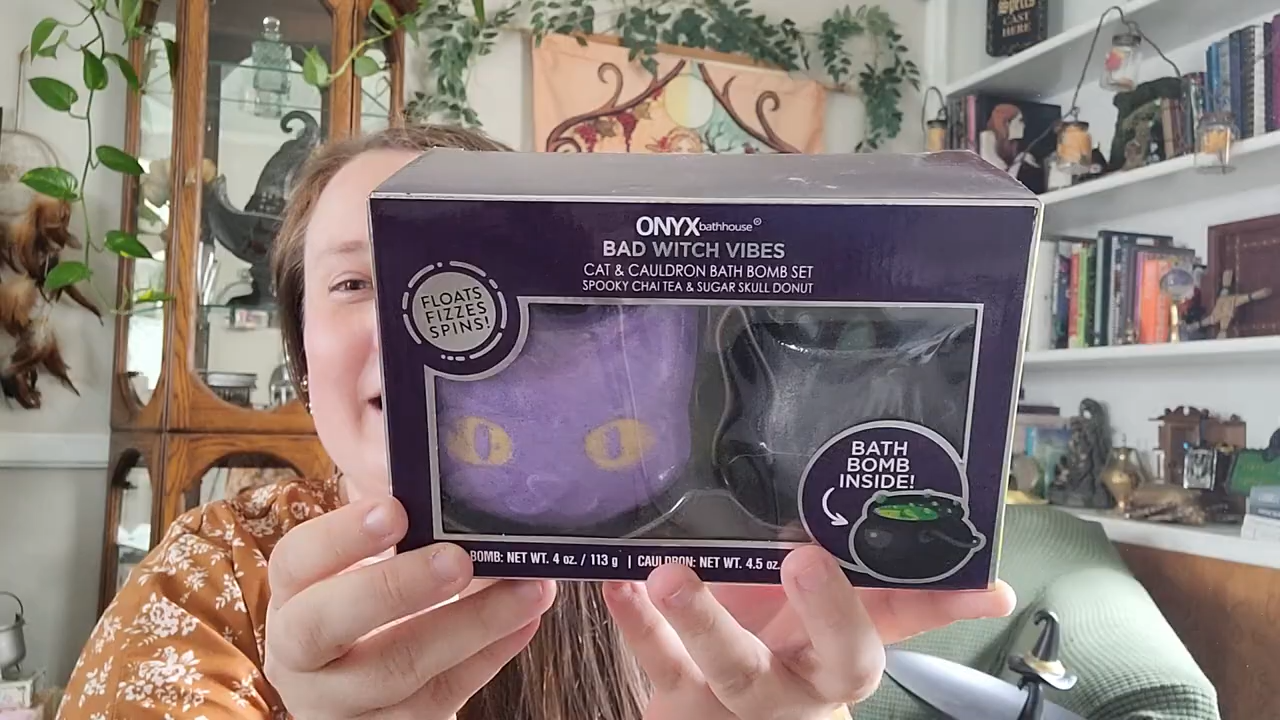 Spells
CAST
HERE
ONYX bathhouse®
BAD WITCH VIBES
CAT & CAULDRON BATH BOMB SET
SPOOKY CHAI TEA & SUGAR SKULL DONUT
FLOATS
FIZZES
SPINS!
BATH
BOMB
INSIDE!
BOMB: NET WT. 4 oz. / 113 g | CAULDRON: NET WT. 4.5 oz.